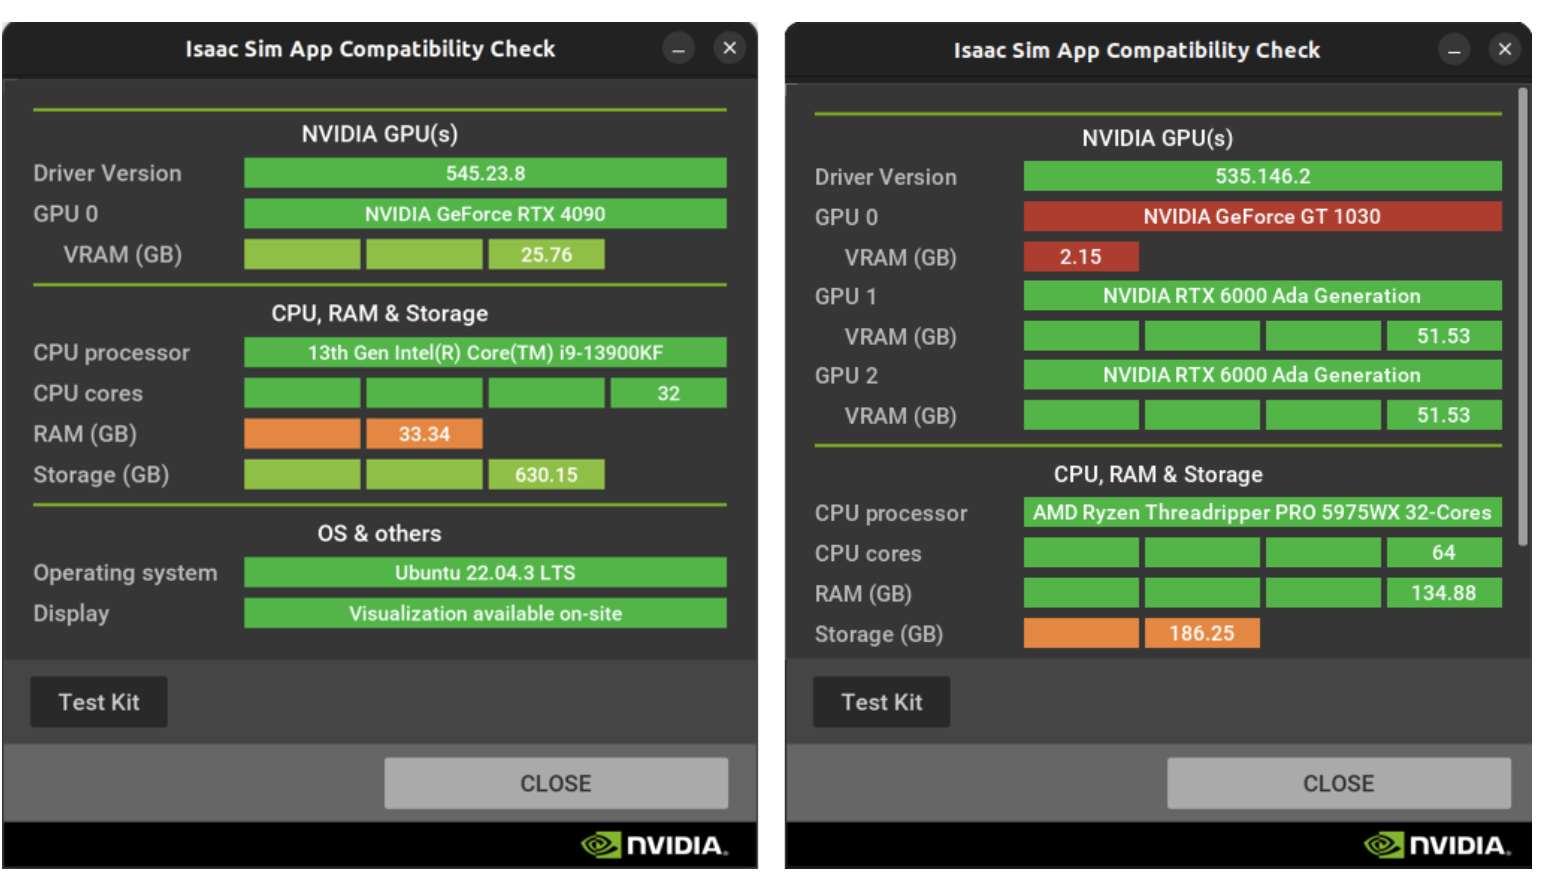 Isaac Sim App Compatibility Check
NVIDIA GPU(s)
Driver Version 545.23.8
GPU 0 NVIDIA GeForce RTX 4090
VRAM (GB) 25.76
CPU, RAM & Storage
CPU processor 13th Gen Intel(R) Core(TM) i9-13900KF
CPU cores 32
RAM (GB) 33.34
Storage (GB) 630.15
OS & others
Operating system Ubuntu 22.04.3 LTS
Display Visualization available on-site
Test Kit
CLOSE
NVIDIA.
Isaac Sim App Compatibility Check
NVIDIA GPU(s)
Driver Version 535.146.2
GPU 0 NVIDIA GeForce GT 1030
VRAM (GB) 2.15
GPU 1 NVIDIA RTX 6000 Ada Generation
VRAM (GB) 51.53
GPU 2 NVIDIA RTX 6000 Ada Generation
VRAM (GB) 51.53
CPU, RAM & Storage
CPU processor AMD Ryzen Threadripper PRO 5975WX 32-Cores
CPU cores 64
RAM (GB) 134.88
Storage (GB) 186.25
Test Kit
CLOSE
NVIDIA.